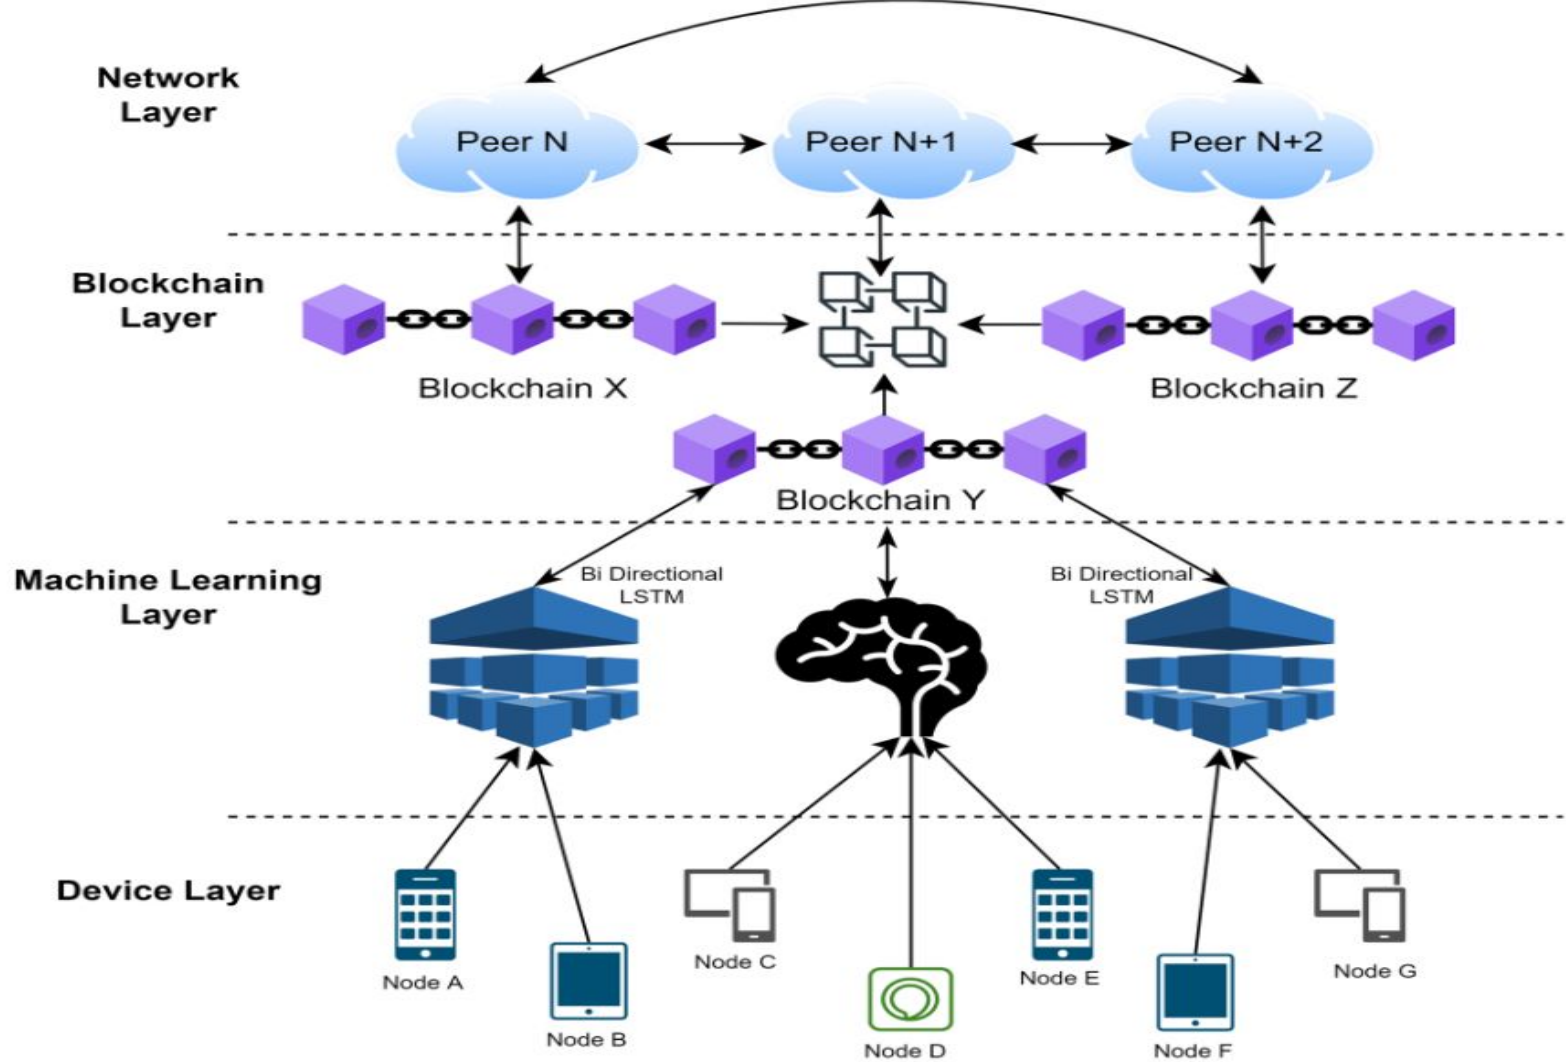 Network
Layer
Peer N
Peer N+1
Peer N+2
Blockchain
Layer
Blockchain X
Blockchain Z
Blockchain Y
Machine Learning
Layer
Bi Directional
LSTM
Bi Directional
LSTM
Device Layer
Node A
Node B
Node C
Node D
Node E
Node F
Node G